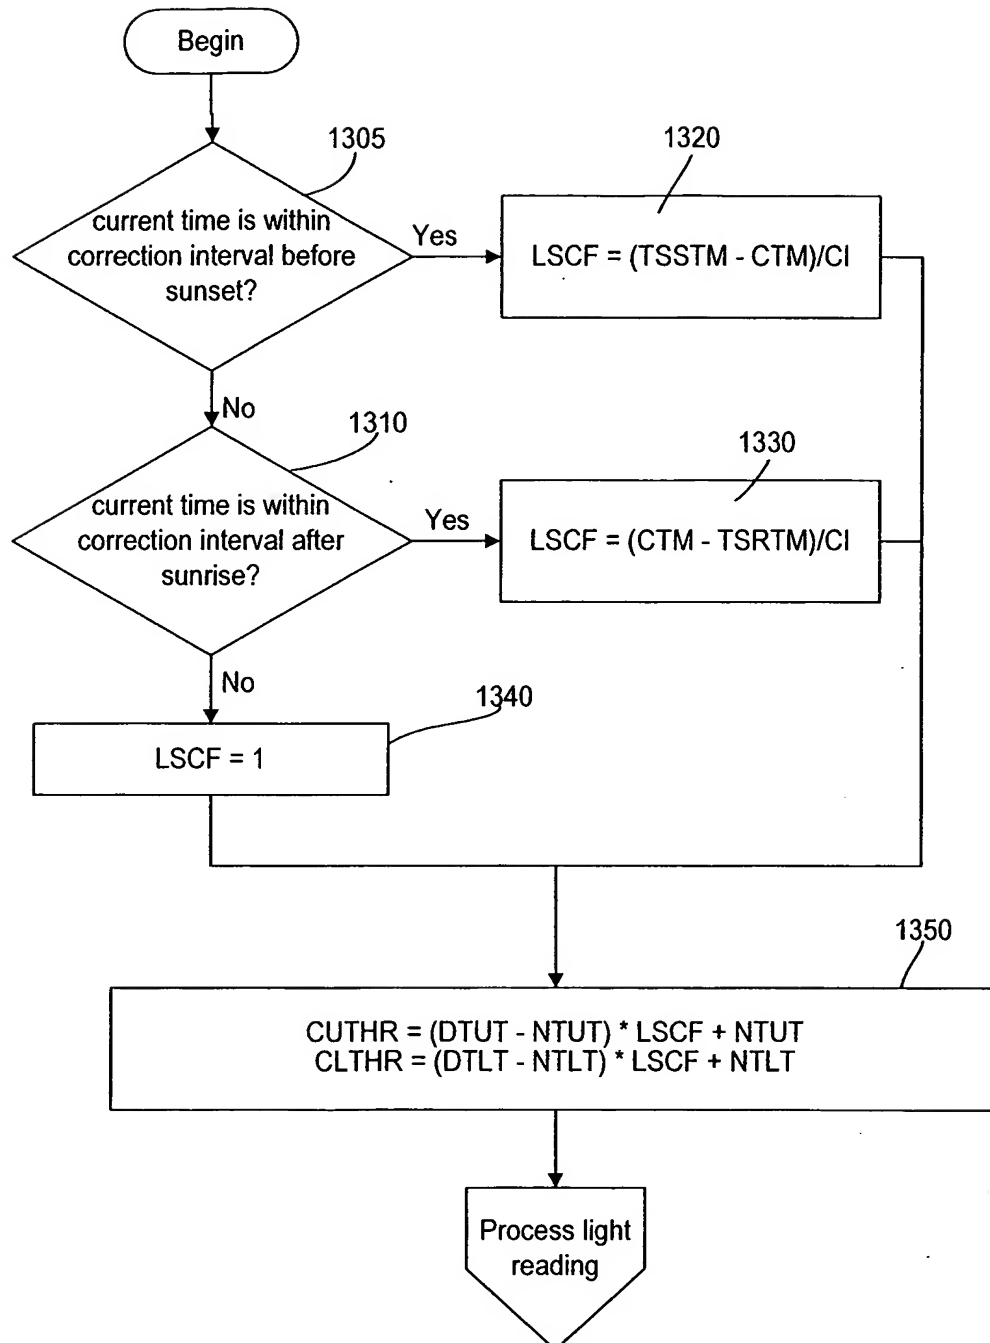 Begin
1305
current time is within
correction interval before
sunset?
Yes
1320
LSCF = (TSSTM - CTM)/CI
No
1310
current time is within
correction interval after
sunrise?
Yes
1330
LSCF = (CTM - TSRTM)/CI
No
1340
LSCF = 1
1350
CUTHR = (DTUT - NTUT) * LSCF + NTUT
CLTHR = (DTLT - NTLT) * LSCF + NTLT
Process light
reading